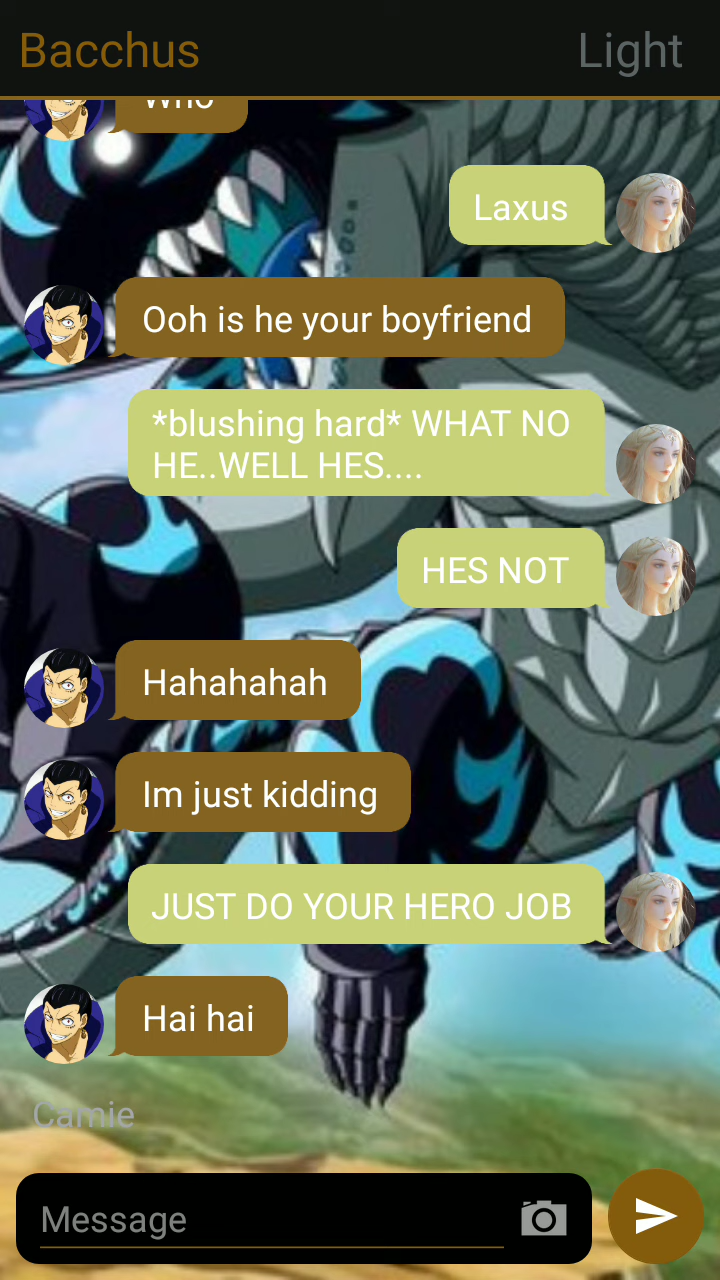 Bacchus Light
Who
Laxus
Ooh is he your boyfriend
*blushing hard* WHAT NO
HE..WELL HES....
HES NOT
Hahahahah
Im just kidding
JUST DO YOUR HERO JOB
Hai hai
Camie
Message